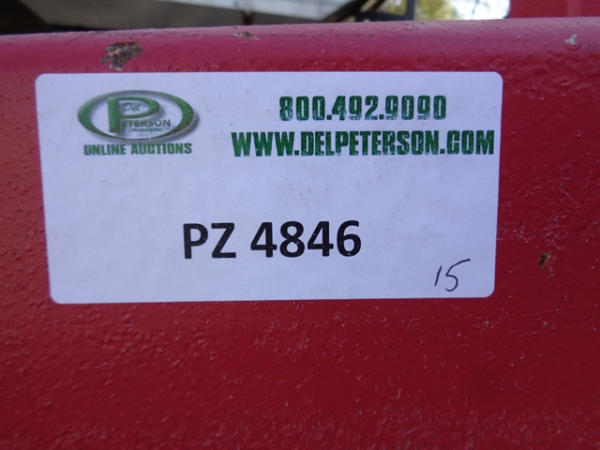 Del
PETERSON
ONLINE AUCTIONS
800.492.9090
WWW.DELPETERSON.COM
PZ 4846
15